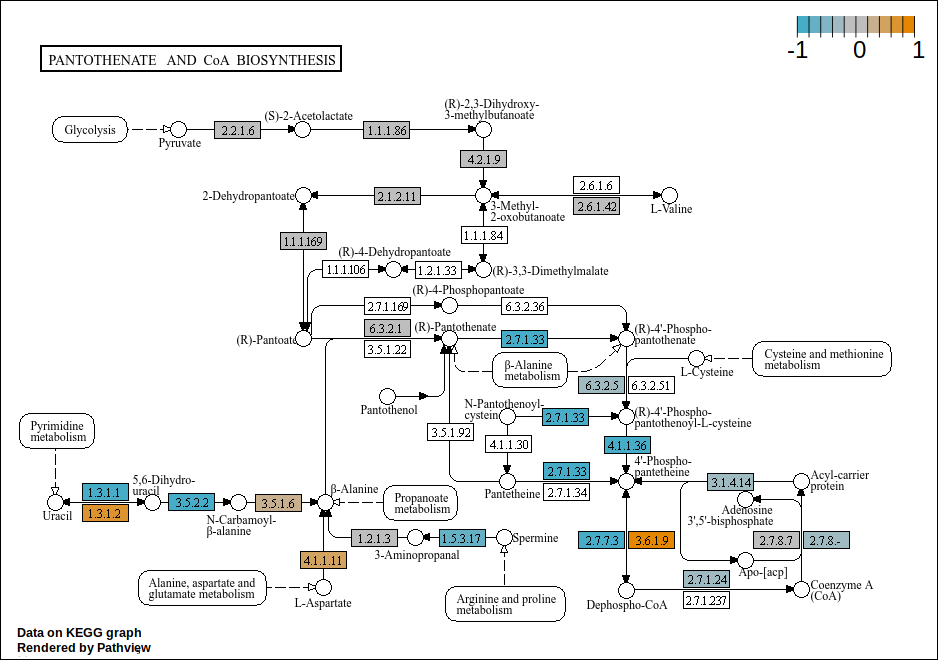 -1 0 1
PANTOTHENATE AND CoA BIOSYNTHESIS
(R)-2,3-Dihydroxy-
3-methylbutanoate
(S)-2-Acetolactate
Glycolysis
2.2.1.6
1.1.1.86
Pyruvate
4.2.1.9
2.6.1.6
2-Dehydropantoate
2.1.2.11
3-Methyl-
2-oxobutanoate
2.6.1.42
L-Valine
1.1.1.169
1.1.1.84
(R)-4-Dehydropantoate
1.1.1.106
1.2.1.33
(R)-3,3-Dimethylmalate
(R)-4-Phosphopantoate
2.7.1.169
6.3.2.36
6.3.2.1
(R)-Pantothenate
(R)-4'-Phospho-
pantothenate
(R)-Pantoate
2.7.1.33
3.5.1.22
β-Alanine
metabolism
Cysteine and methionine
metabolism
L-Cysteine
6.3.2.5
6.3.2.51
Pantothenol
N-Pantothenoyl-
cystein
2.7.1.33
(R)-4'-Phospho-
pantothenoyl-L-cysteine
Pyrimidine
metabolism
3.5.1.92
4.1.1.30
4.1.1.36
4'-Phospho-
pantetheine
2.7.1.33
Pantetheine
2.7.1.34
3.1.4.14
Acyl-carrier
protein
5,6-Dihydro-
uracil
1.3.1.1
3.5.2.2
3.5.1.6
β-Alanine
Propanoate
metabolism
Uracil
1.3.1.2
N-Carbamoyl-
β-alanine
Adenosine
3',5'-bisphosphate
1.2.1.3
1.5.3.17
Spermine
3-Aminopropanal
2.7.7.3
3.6.1.9
2.7.8.7
2.7.8.-
4.1.1.11
Apo-[acp]
Alanine, aspartate and
glutamate metabolism
L-Aspartate
Arginine and proline
metabolism
2.7.1.24
2.7.1.237
Dephospho-CoA
Coenzyme A
(CoA)
Data on KEGG graph
Rendered by Pathview